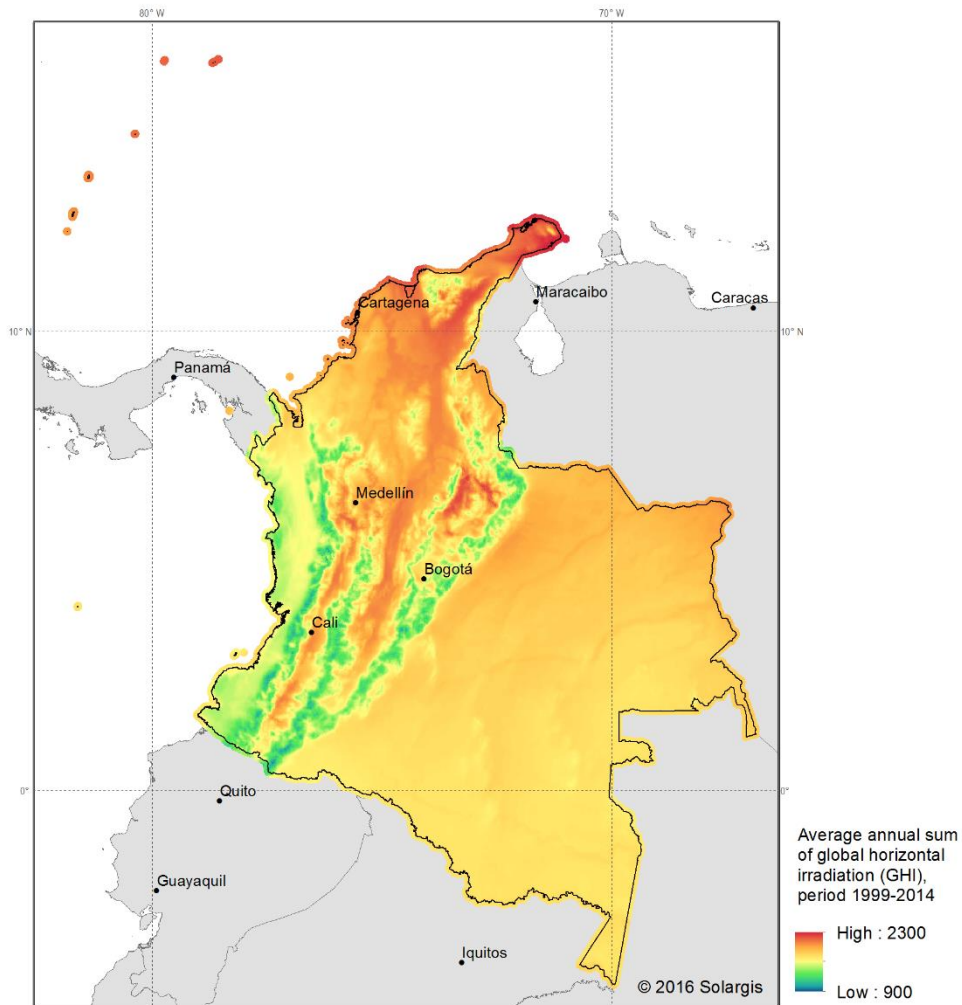 80° W
70° W
Maracaibo
Caracas
Cartagena
10° N
10° N
Panamá
Medellín
Bogotá
Cali
0°
0°
Quito
Average annual sum
of global horizontal
irradiation (GHI),
period 1999-2014
Guayaquil
High : 2300
Iquitos
© 2016 Solargis
Low : 900